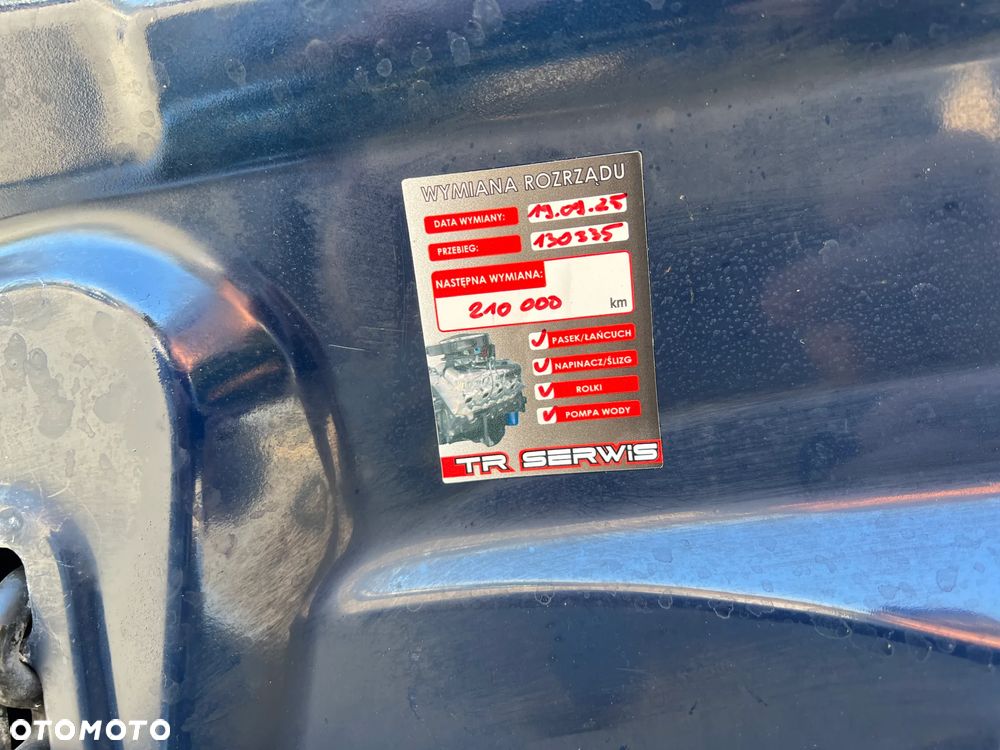 WYMIANA ROZRZĄDU
DATA WYMIANY: 19.09.25
PRZEBIEG: 130335
NASTĘPNA WYMIANA:
210 000 km
PASEK/ŁAŃCUCH
NAPINACZ/ŚLIZG
ROLKI
POMPA WODY
TR SERWiS
OTOMOTO